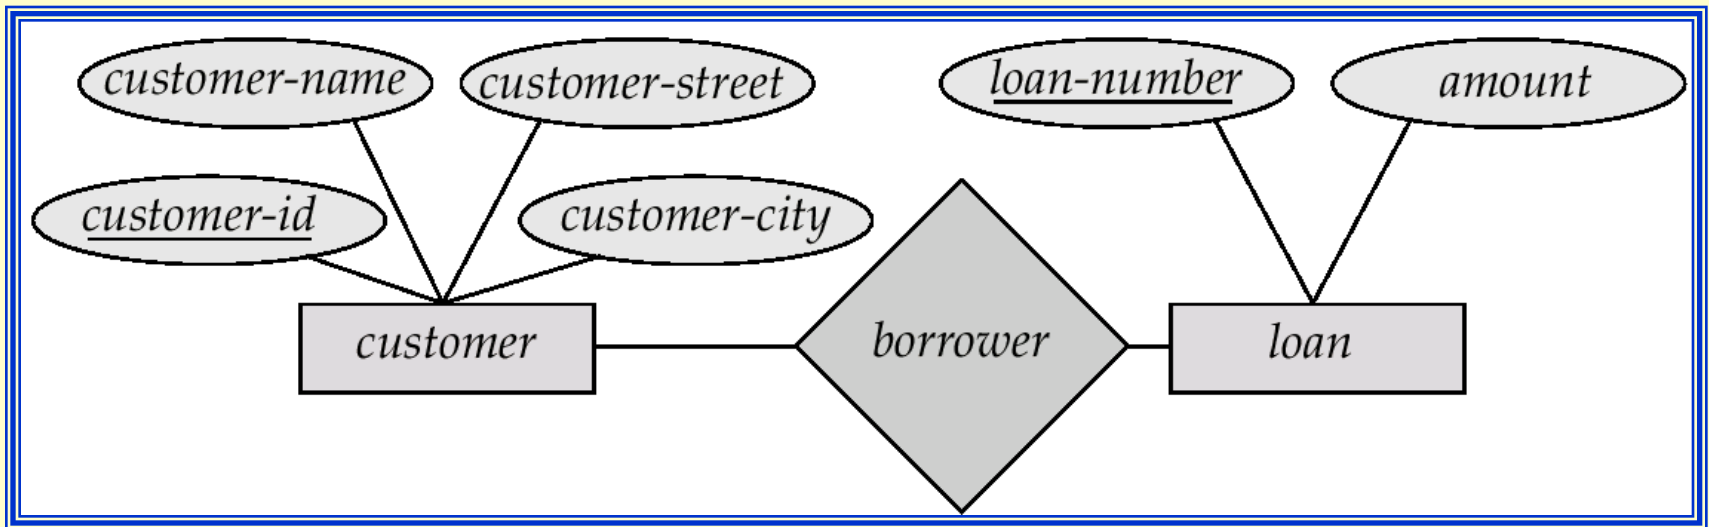 customer-name
customer-street
loan-number
amount
customer-id
customer-city
customer
borrower
loan